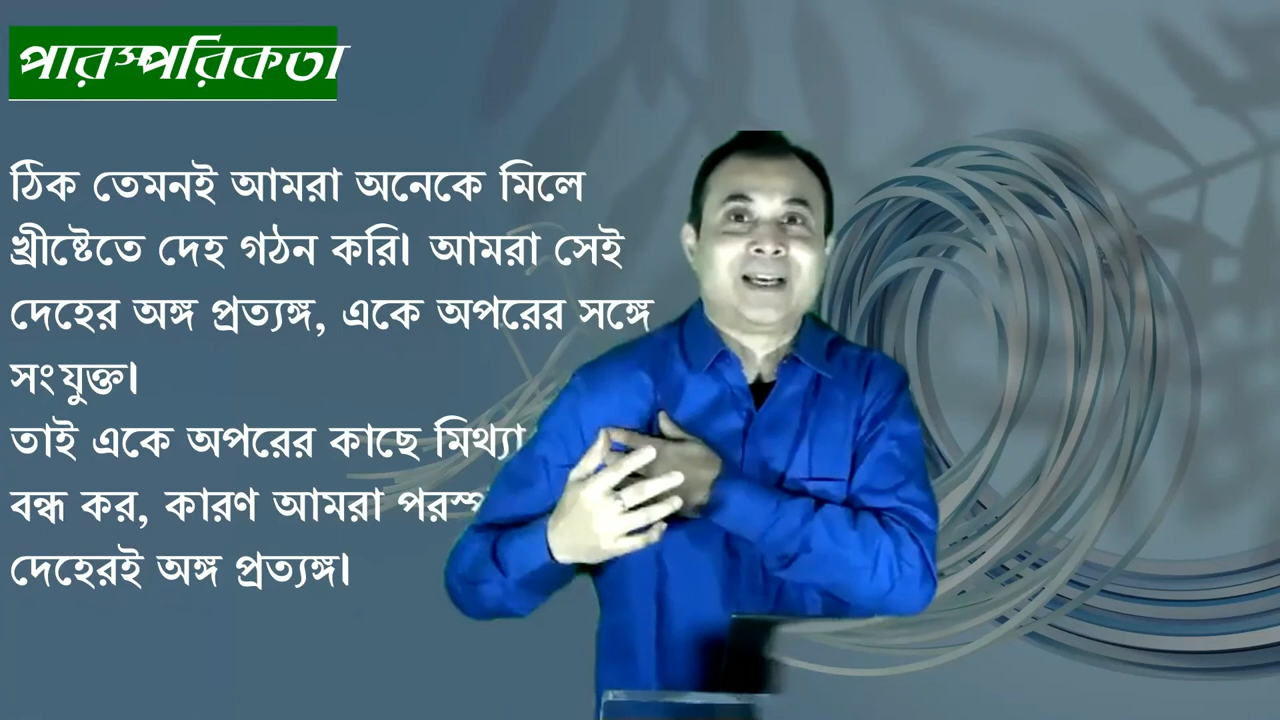 পারস্পরিকতা
ঠিক তেমনই আমরা অনেকে মিলে
খ্রীষ্টেতে দেহ গঠন করি। আমরা সেই
দেহের অঙ্গ প্রত্যঙ্গ, একে অপরের সঙ্গে
সংযুক্ত।
তাই একে অপরের কাছে মিথ্যা
বন্ধ কর, কারণ আমরা
দেহেরই অঙ্গ প্রত্যঙ্গ।